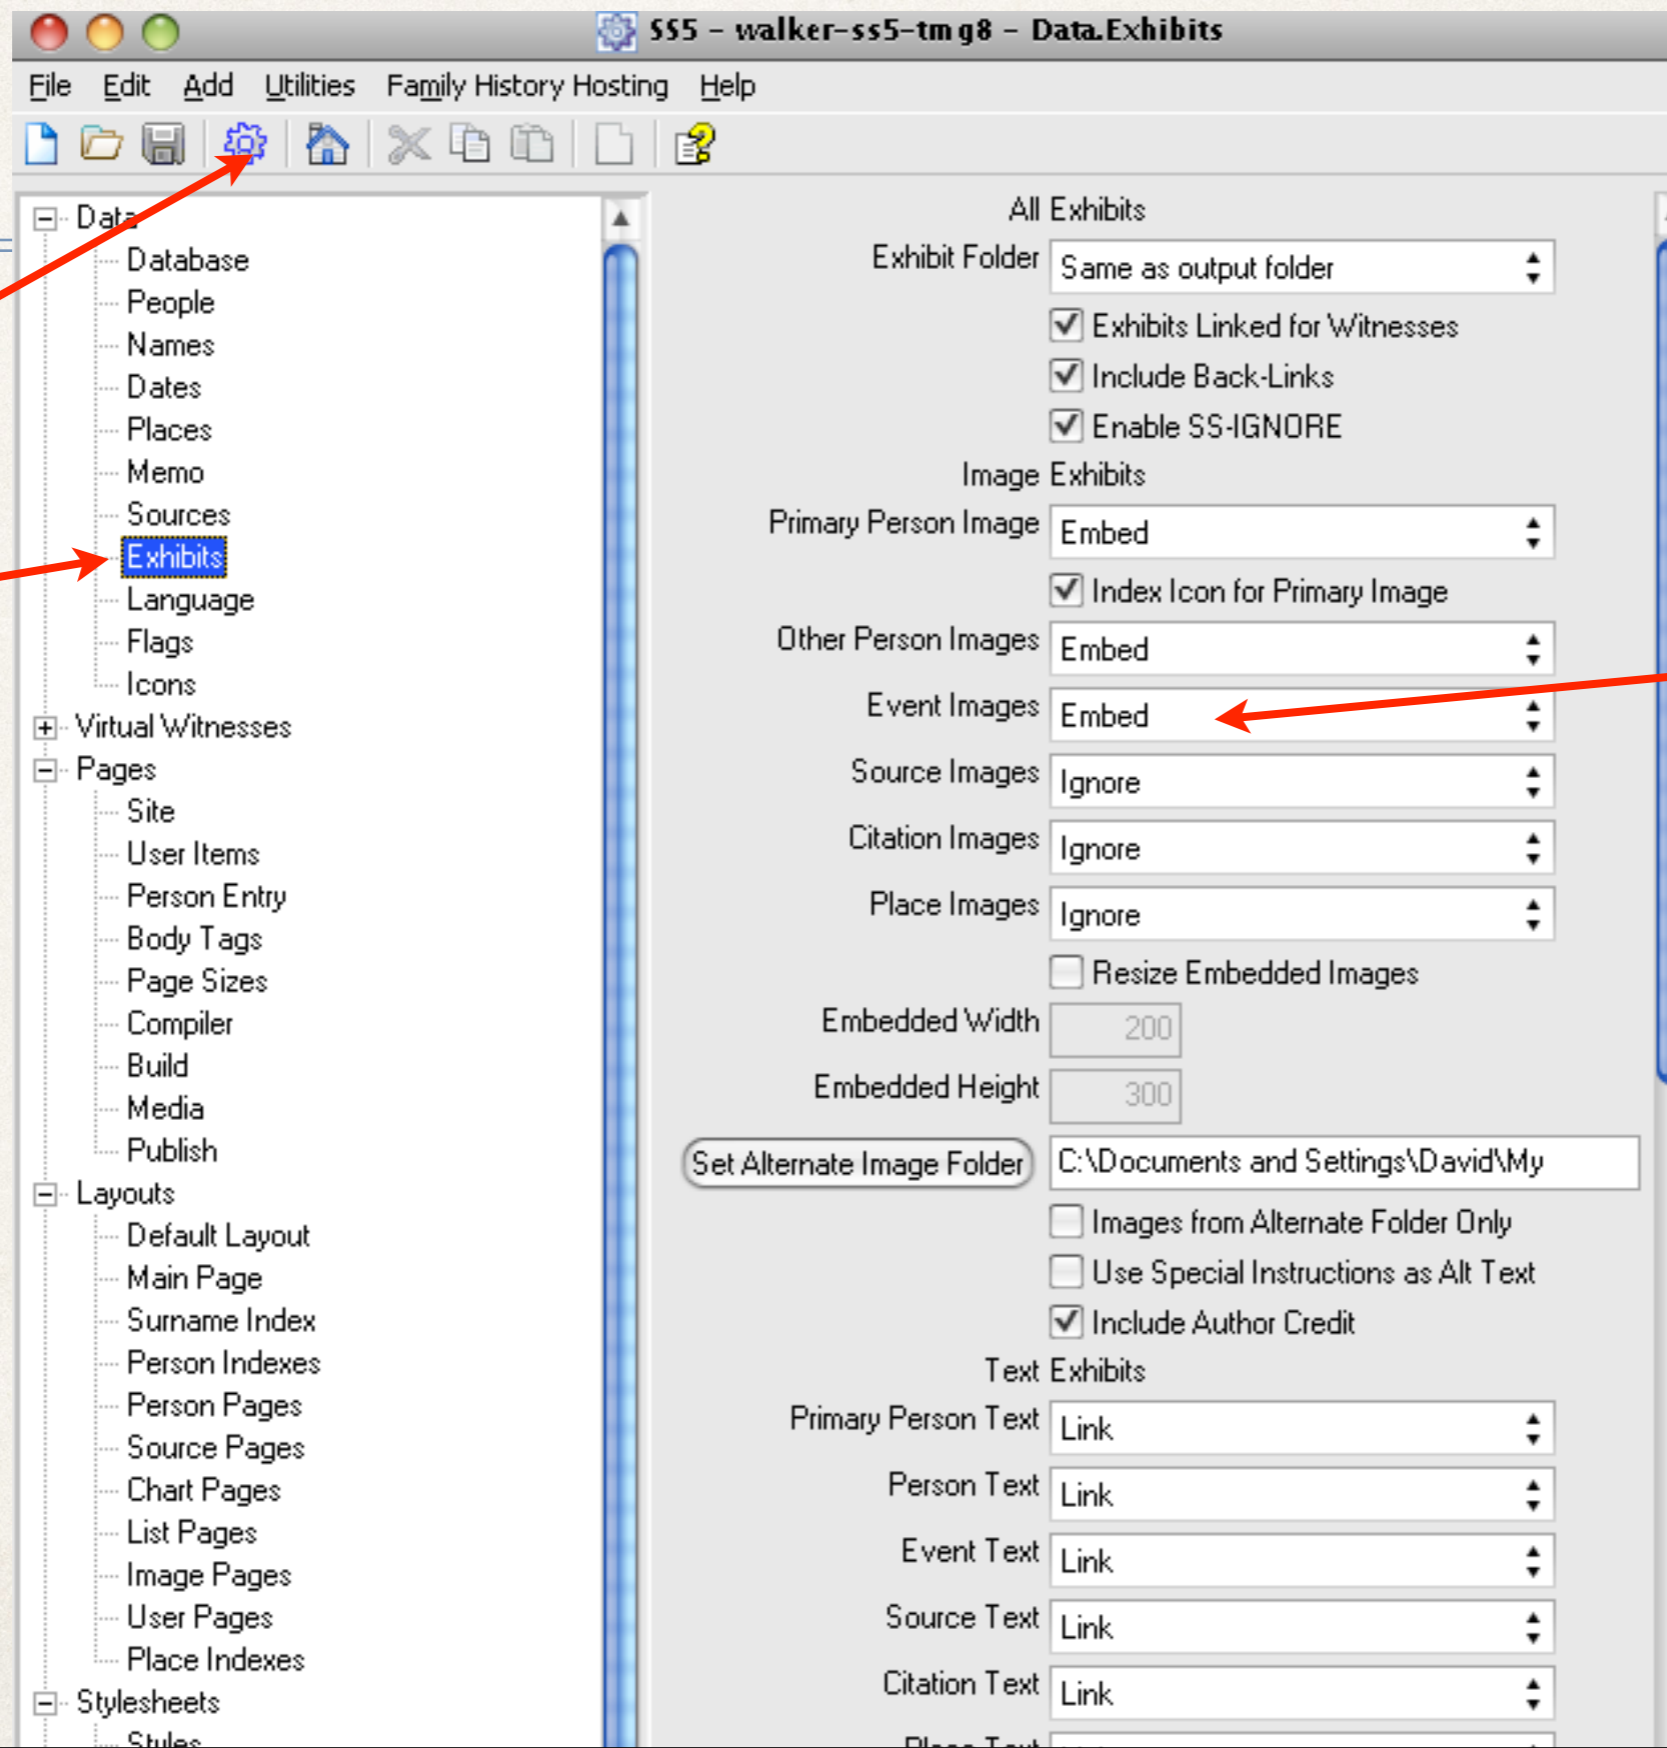 SS5 – walker-ss5-tmg8 – Data.Exhibits
File Edit Add Utilities Family History Hosting Help
Data
Database
People
Names
Dates
Places
Memo
Sources
Exhibits
Language
Flags
Icons
Virtual Witnesses
Pages
Site
User Items
Person Entry
Body Tags
Page Sizes
Compiler
Build
Media
Publish
Layouts
Default Layout
Main Page
Surname Index
Person Indexes
Person Pages
Source Pages
Chart Pages
List Pages
Image Pages
User Pages
Place Indexes
Stylesheets
Styles
All Exhibits
Exhibit Folder Same as output folder
Exhibits Linked for Witnesses
Include Back-Links
Enable SS-IGNORE
Image Exhibits
Primary Person Image Embed
Index Icon for Primary Image
Other Person Images Embed
Event Images Embed
Source Images Ignore
Citation Images Ignore
Place Images Ignore
Resize Embedded Images
Embedded Width 200
Embedded Height 300
Set Alternate Image Folder C:\Documents and Settings\David\My
Images from Alternate Folder Only
Use Special Instructions as Alt Text
Include Author Credit
Text Exhibits
Primary Person Text Link
Person Text Link
Event Text Link
Source Text Link
Citation Text Link
Place Text